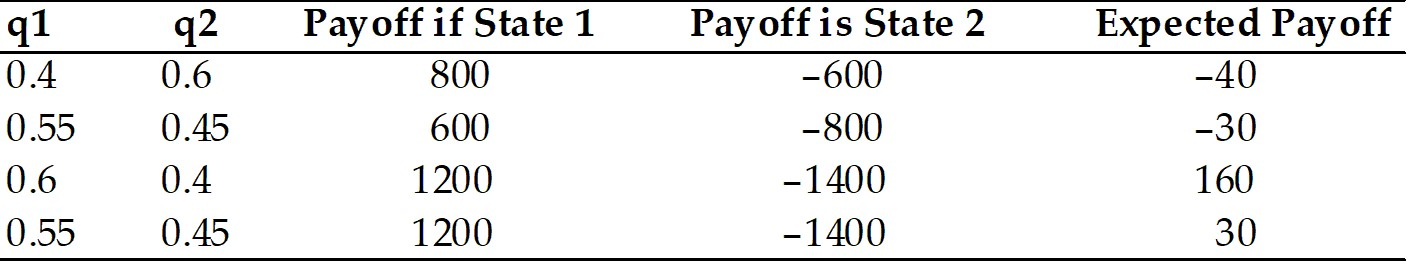 q1 q2 Payoff if State 1 Payoff is State 2 Expected Payoff
0.4 0.6 800 –600 –40
0.55 0.45 600 –800 –30
0.6 0.4 1200 –1400 160
0.55 0.45 1200 –1400 30